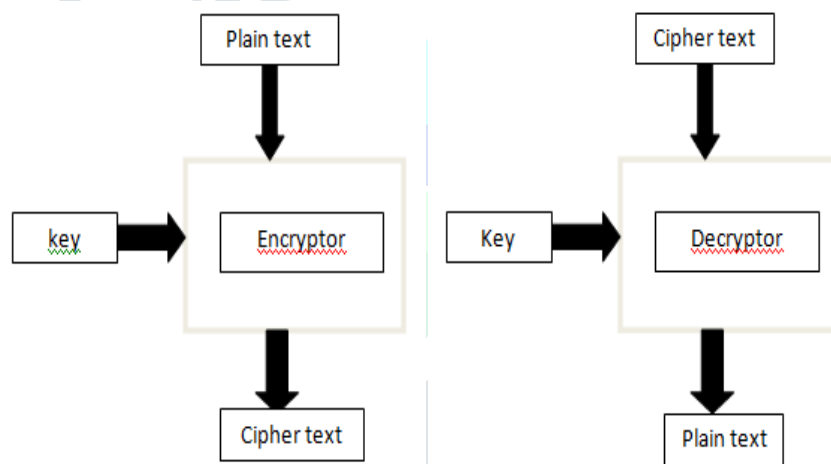 Plain text
key
Encryptor
Cipher text
Cipher text
Key
Decryptor
Plain text